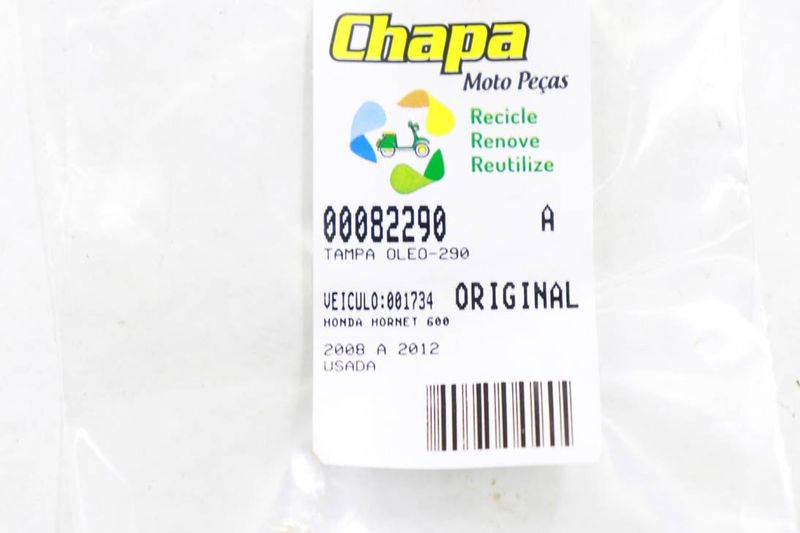 Chapa
Moto Peças
Recicle
Renove
Reutilize
00082290 A
TAMPA OLEO-290
VEICULO:001734 ORIGINAL
HONDA HORNET 600
2008 A 2012
USADA